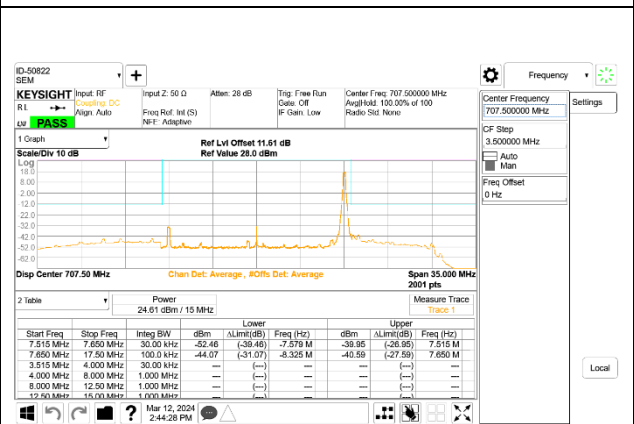 ID-50822
SEM
Frequency
KEYSIGHT
Input: RF
Coupling: DC
Align: Auto
Input Z: 50 Ω
Freq Ref: Int (S)
NFE: Adaptive
Atten: 28 dB
Trig: Free Run
Gate: Off
IF Gain: Low
Center Freq: 707.500000 MHz
Avg|Hold: 100.00% of 100
Radio Std: None
RL
PASS
Center Frequency
707.500000 MHz
Settings
CF Step
3.500000 MHz
Auto
Man
Freq Offset
0 Hz
1 Graph
Scale/Div 10 dB
Ref Lvl Offset 11.61 dB
Ref Value 28.0 dBm
Log
18.0
8.00
-2.00
-12.0
-22.0
-32.0
-42.0
-52.0
-62.0
Disp Center 707.50 MHz
Chan Det: Average , #Offs Det: Average
Span 35.000 MHz
2001 pts
2 Table
Power
24.61 dBm / 15 MHz
Measure Trace
Trace 1
Lower Upper
Start Freq Stop Freq Integ BW dBm ΔLimit(dB) Freq (Hz) dBm ΔLimit(dB) Freq (Hz)
7.515 MHz 7.650 MHz 30.00 kHz -52.46 (-39.46) -7.579 M -39.95 (-26.95) 7.515 M
7.650 MHz 17.50 MHz 100.0 kHz -44.07 (-31.07) -8.325 M -40.59 (-27.59) 7.650 M
3.515 MHz 4.000 MHz 30.00 kHz --- (---) --- --- (---) ---
4.000 MHz 8.000 MHz 1.000 MHz --- (---) --- --- (---) ---
8.000 MHz 12.50 MHz 1.000 MHz --- (---) --- --- (---) ---
12.50 MHz 15.00 MHz 1.000 MHz --- (---) --- --- (---) ---
Local
?
Mar 12, 2024
2:44:28 PM